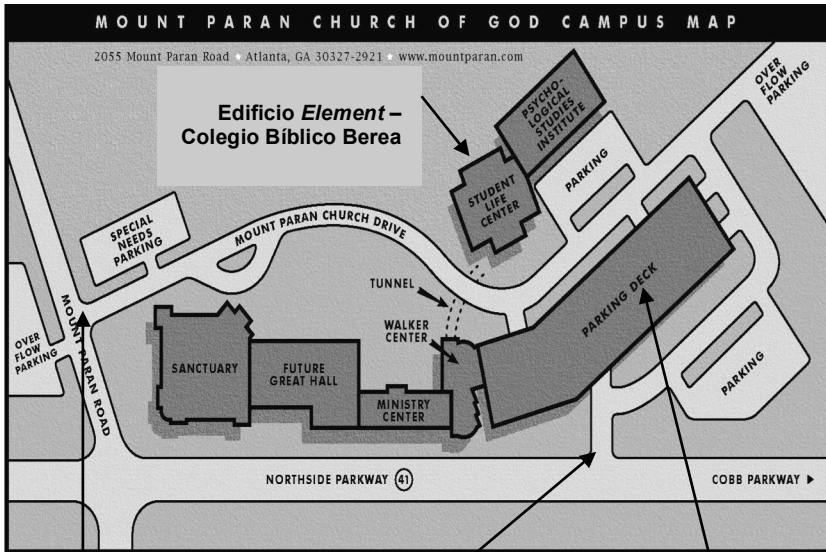 MOUNT PARAN CHURCH OF GOD CAMPUS MAP
2055 Mount Paran Road ★ Atlanta, GA 30327-2921 ★ www.mountparan.com
Edificio Element –
Colegio Bíblico Berea
PSYCHO-
LOGICAL
STUDIES
INSTITUTE
OVER
FLOW
PARKING
PARKING
STUDENT
LIFE
CENTER
SPECIAL
NEEDS
PARKING
MOUNT PARAN CHURCH DRIVE
TUNNEL
WALKER
CENTER
PARKING DECK
PARKING
OVER
FLOW
PARKING
MOUNT PARAN ROAD
SANCTUARY
FUTURE
GREAT HALL
MINISTRY
CENTER
NORTHSIDE PARKWAY 41
COBB PARKWAY ▶